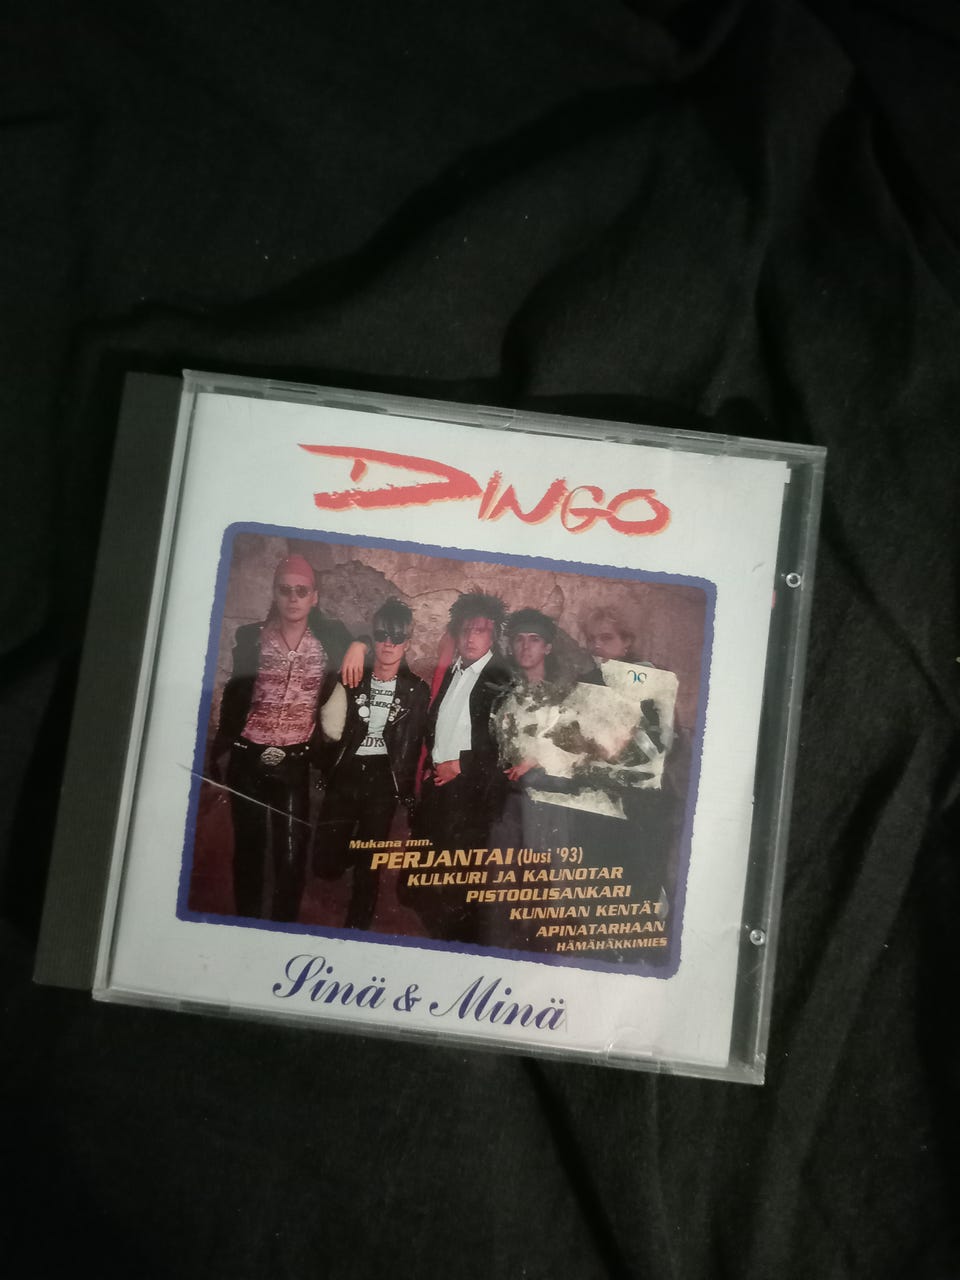 DINGO
Mukana mm.
PERJANTAI (Uusi '93)
KULKURI JA KAUNOTAR
PISTOOLISANKARI
KUNNIAN KENTÄT
APINATARHAAN
HÄMÄHÄKKIMIES
Sinä & Minä